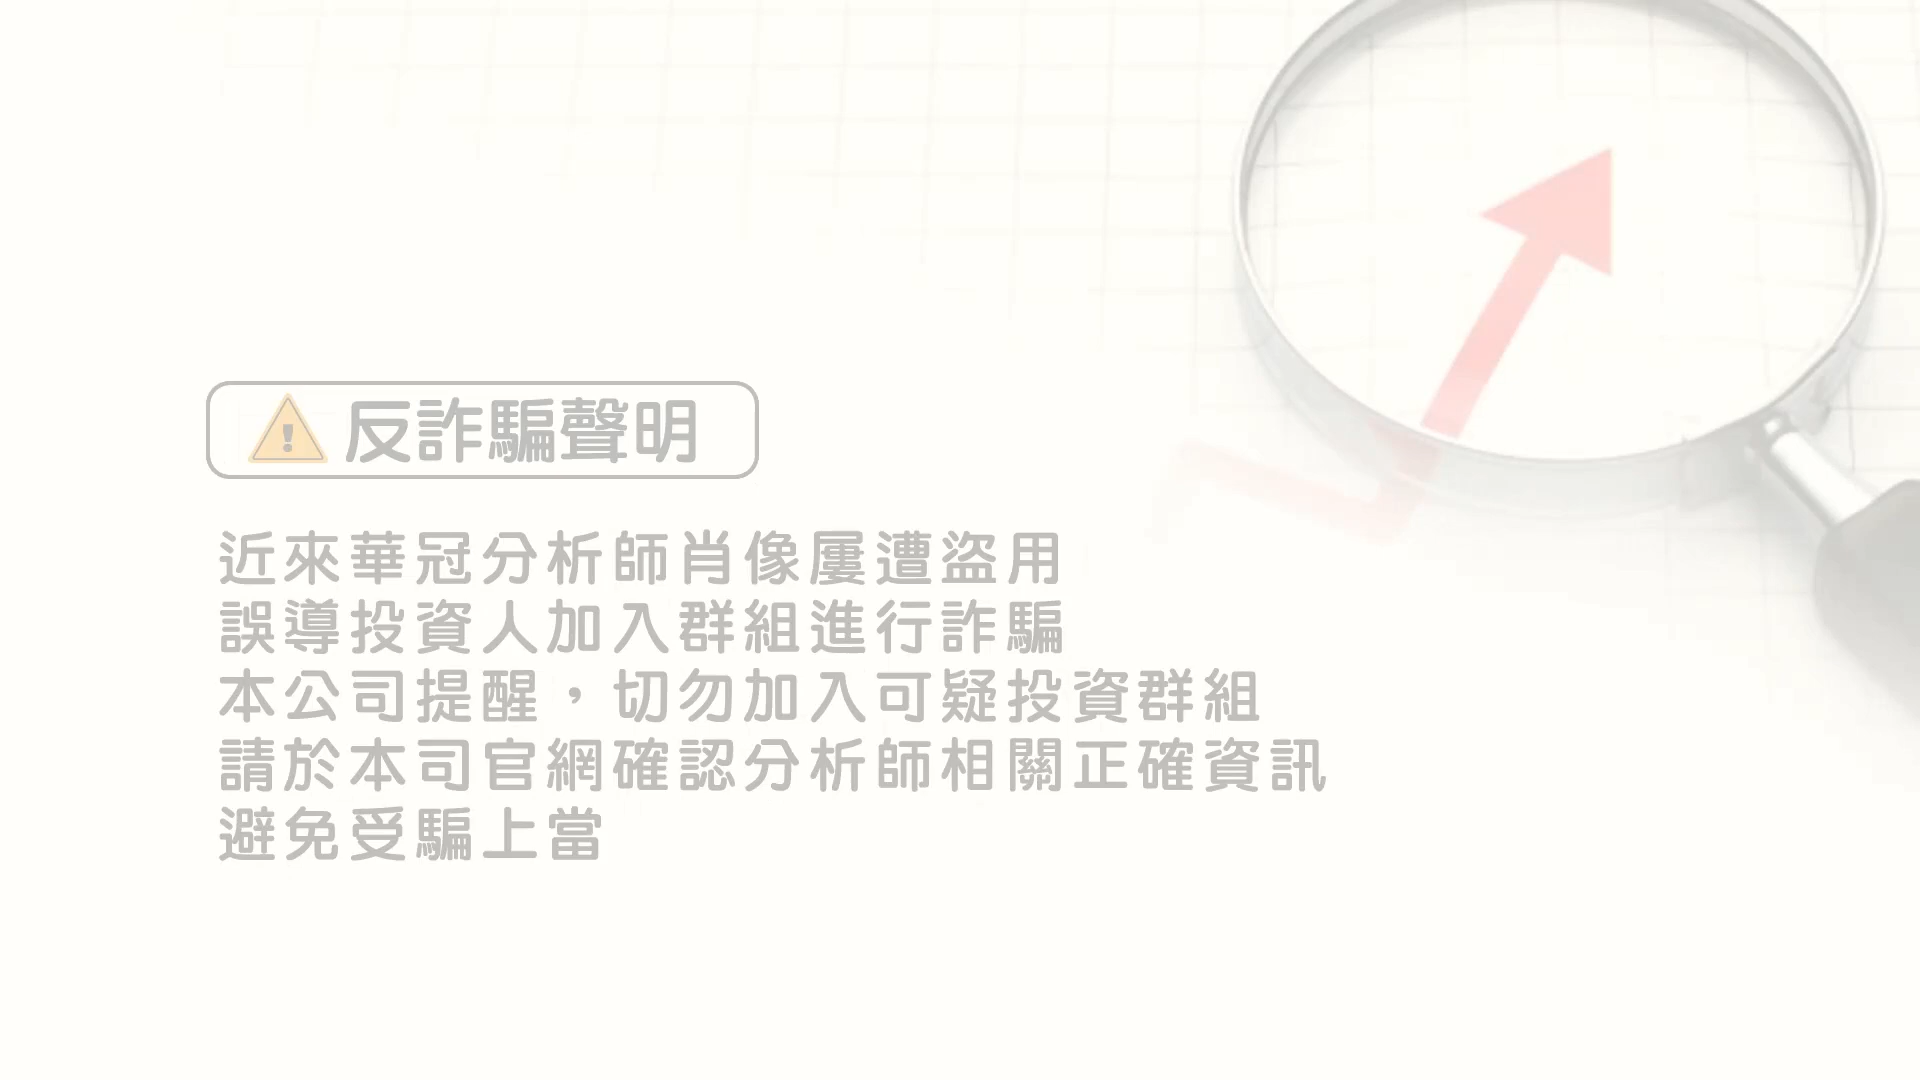 反詐騙聲明
近來華冠分析師肖像屢遭盜用
誤導投資人加入群組進行詐騙
本公司提醒，切勿加入可疑投資群組
請於本司官網確認分析師相關正確資訊
避免受騙上當